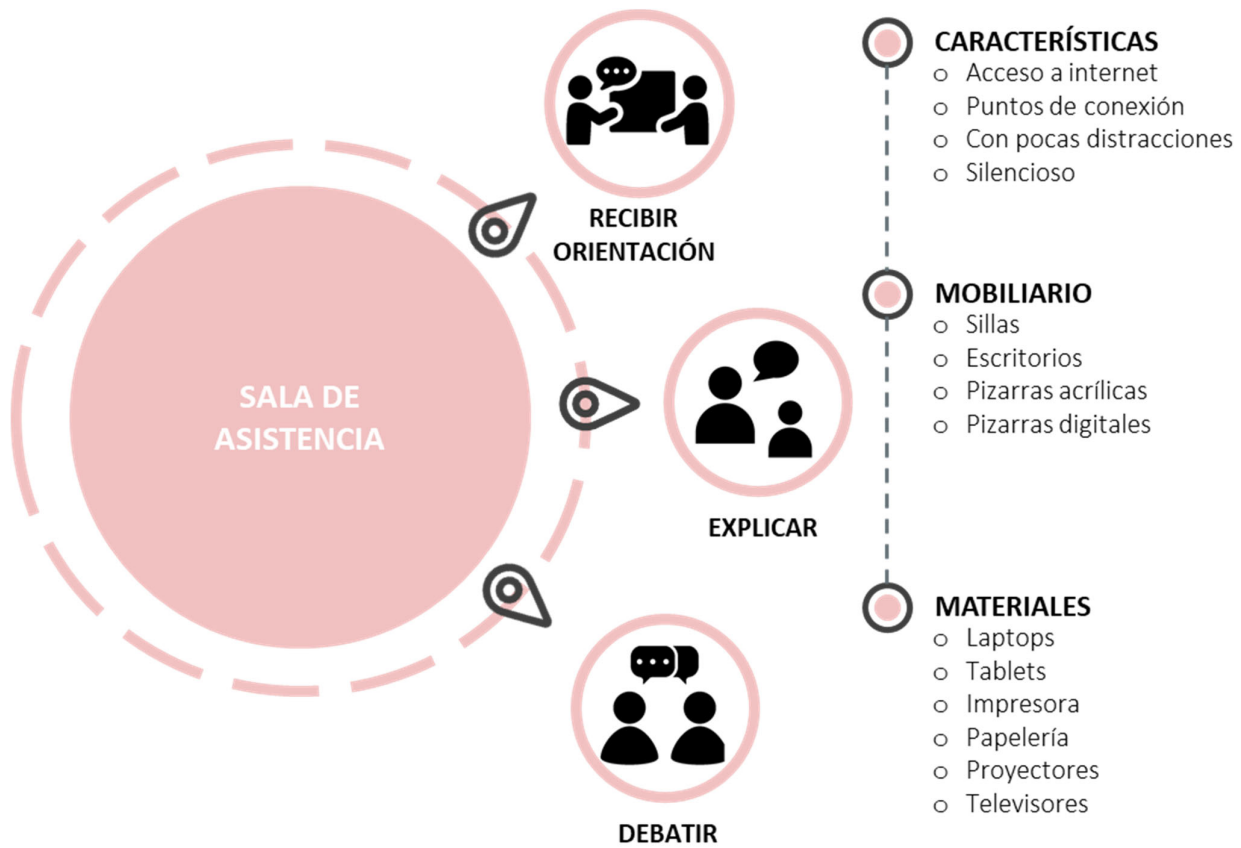 SALA DE
ASISTENCIA
RECIBIR
ORIENTACIÓN
EXPLICAR
DEBATIR
CARACTERÍSTICAS
o Acceso a internet
o Puntos de conexión
o Con pocas distracciones
o Silencioso
MOBILIARIO
o Sillas
o Escritorios
o Pizarras acrílicas
o Pizarras digitales
MATERIALES
o Laptops
o Tablets
o Impresora
o Papelería
o Proyectores
o Televisores